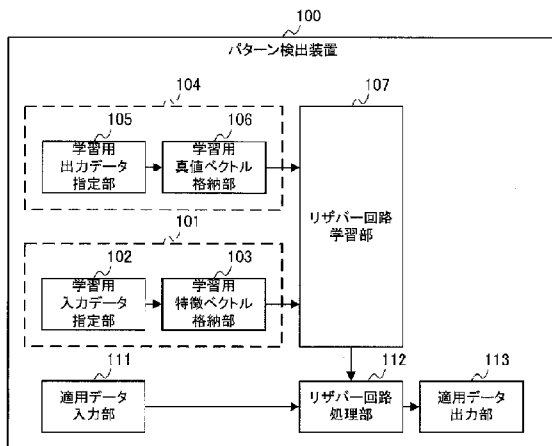 100
パターン検出装置
104
107
105
106
学習用
出力データ
指定部
学習用
真値ベクトル
格納部
リザバー回路
学習部
101
102
103
学習用
入力データ
指定部
学習用
特徴ベクトル
格納部
111
112
113
適用データ
入力部
リザバー回路
処理部
適用データ
出力部